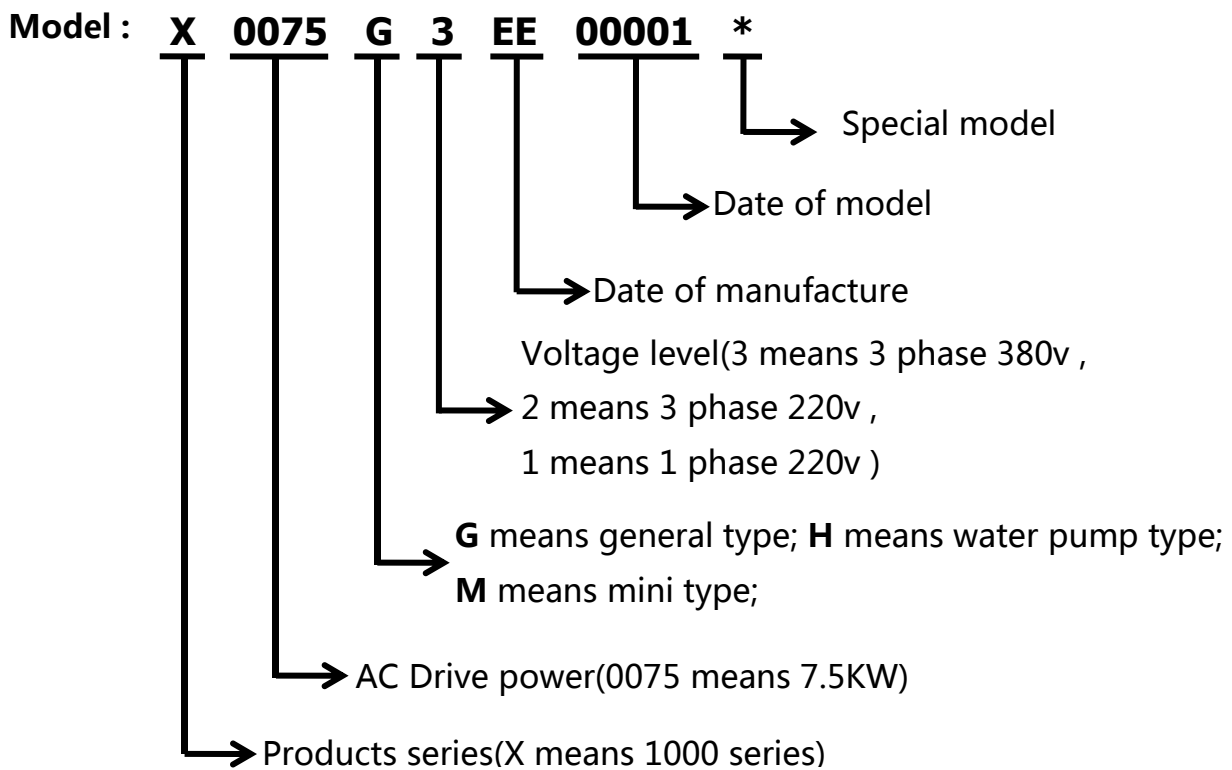 Model : X 0075 G 3 EE 00001 *
Special model
Date of model
Date of manufacture
Voltage level(3 means 3 phase 380v ,
2 means 3 phase 220v ,
1 means 1 phase 220v )
G means general type; H means water pump type;
M means mini type;
AC Drive power(0075 means 7.5KW)
Products series(X means 1000 series)